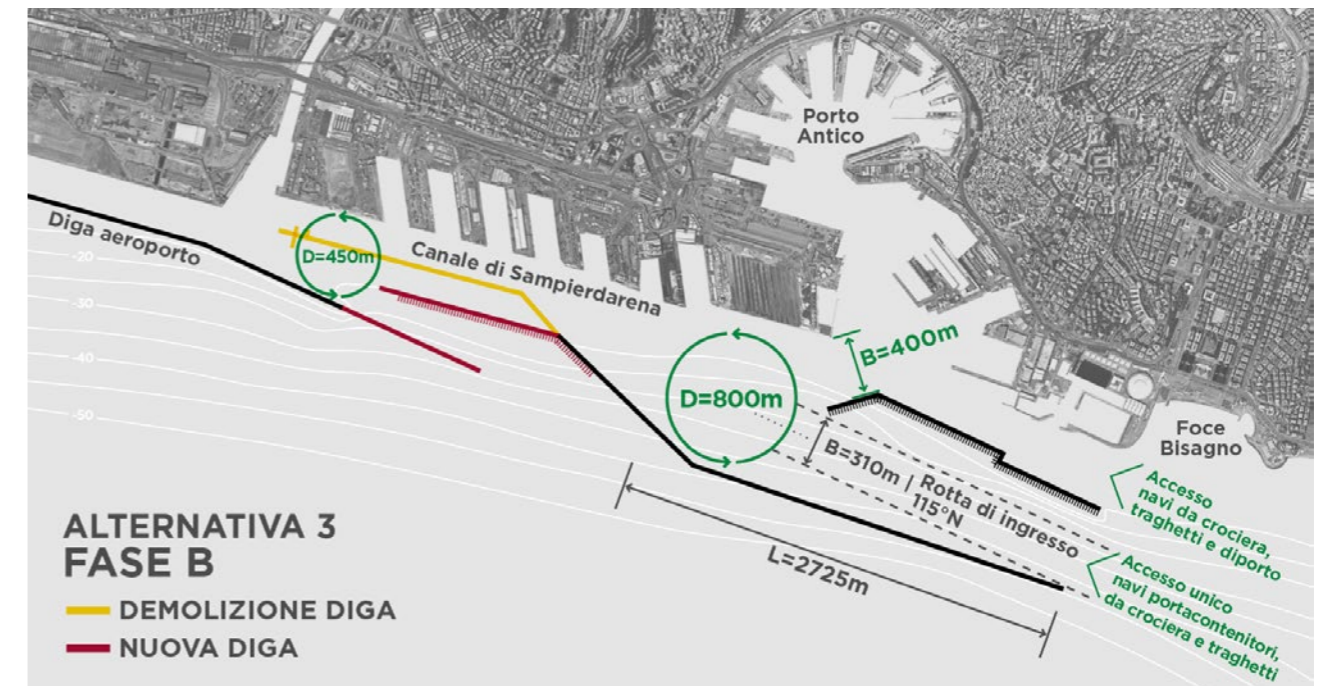 Porto
Antico
Diga aeroporto
-20
-30
-40
-50
D=450m
Canale di Sampierdarena
D=800m
B=400m
B=310m | Rotta di ingresso
115°N
L=2725m
Foce
Bisagno
Accesso
navi da crociera,
traghetti e diporto
Accesso unico
navi portacontenitori,
da crociera e traghetti
ALTERNATIVA 3
FASE B
DEMOLIZIONE DIGA
NUOVA DIGA